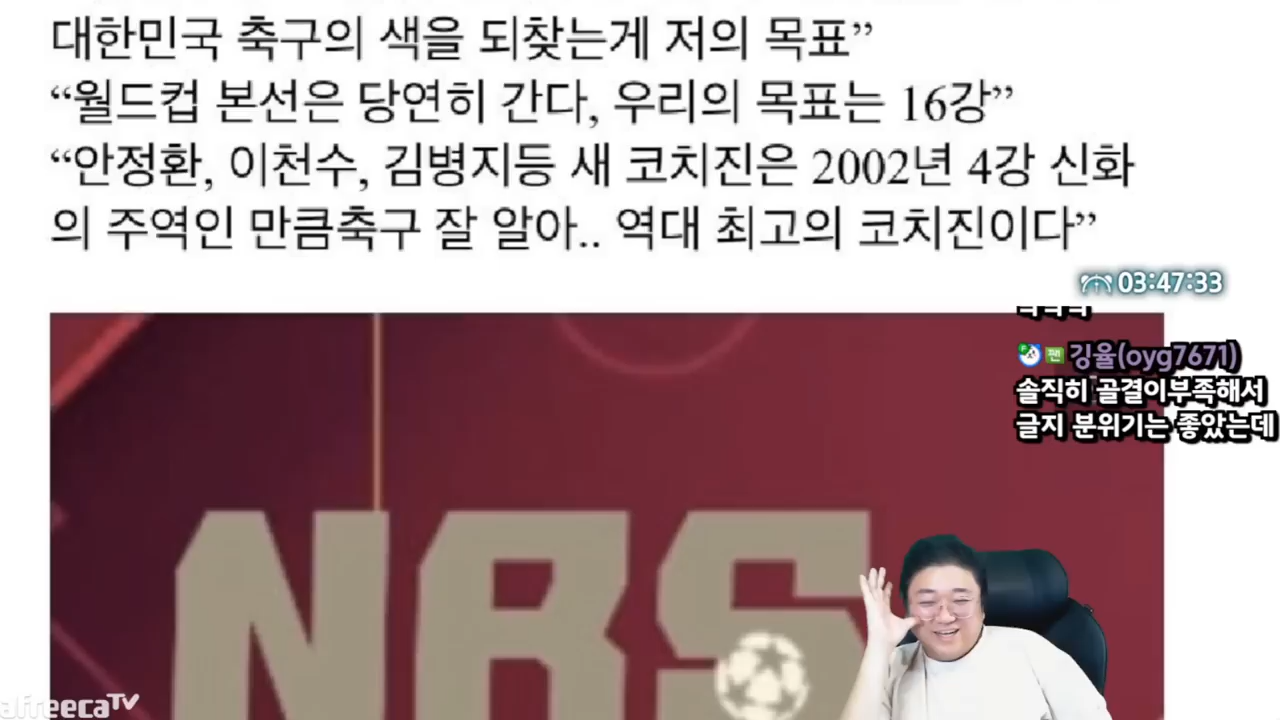 대한민국 축구의 색을 되찾는게 저의 목표”
“월드컵 본선은 당연히 간다, 우리의 목표는 16강”
“안정환, 이천수, 김병지등 새 코치진은 2002년 4강 신화
의 주역인 만큼축구 잘 알아.. 역대 최고의 코치진이다”
03:47:33
팬 깅율(oyg7671)
솔직히 골결이부족해서
글지 분위기는 좋았는데
NRS
afreecaTV